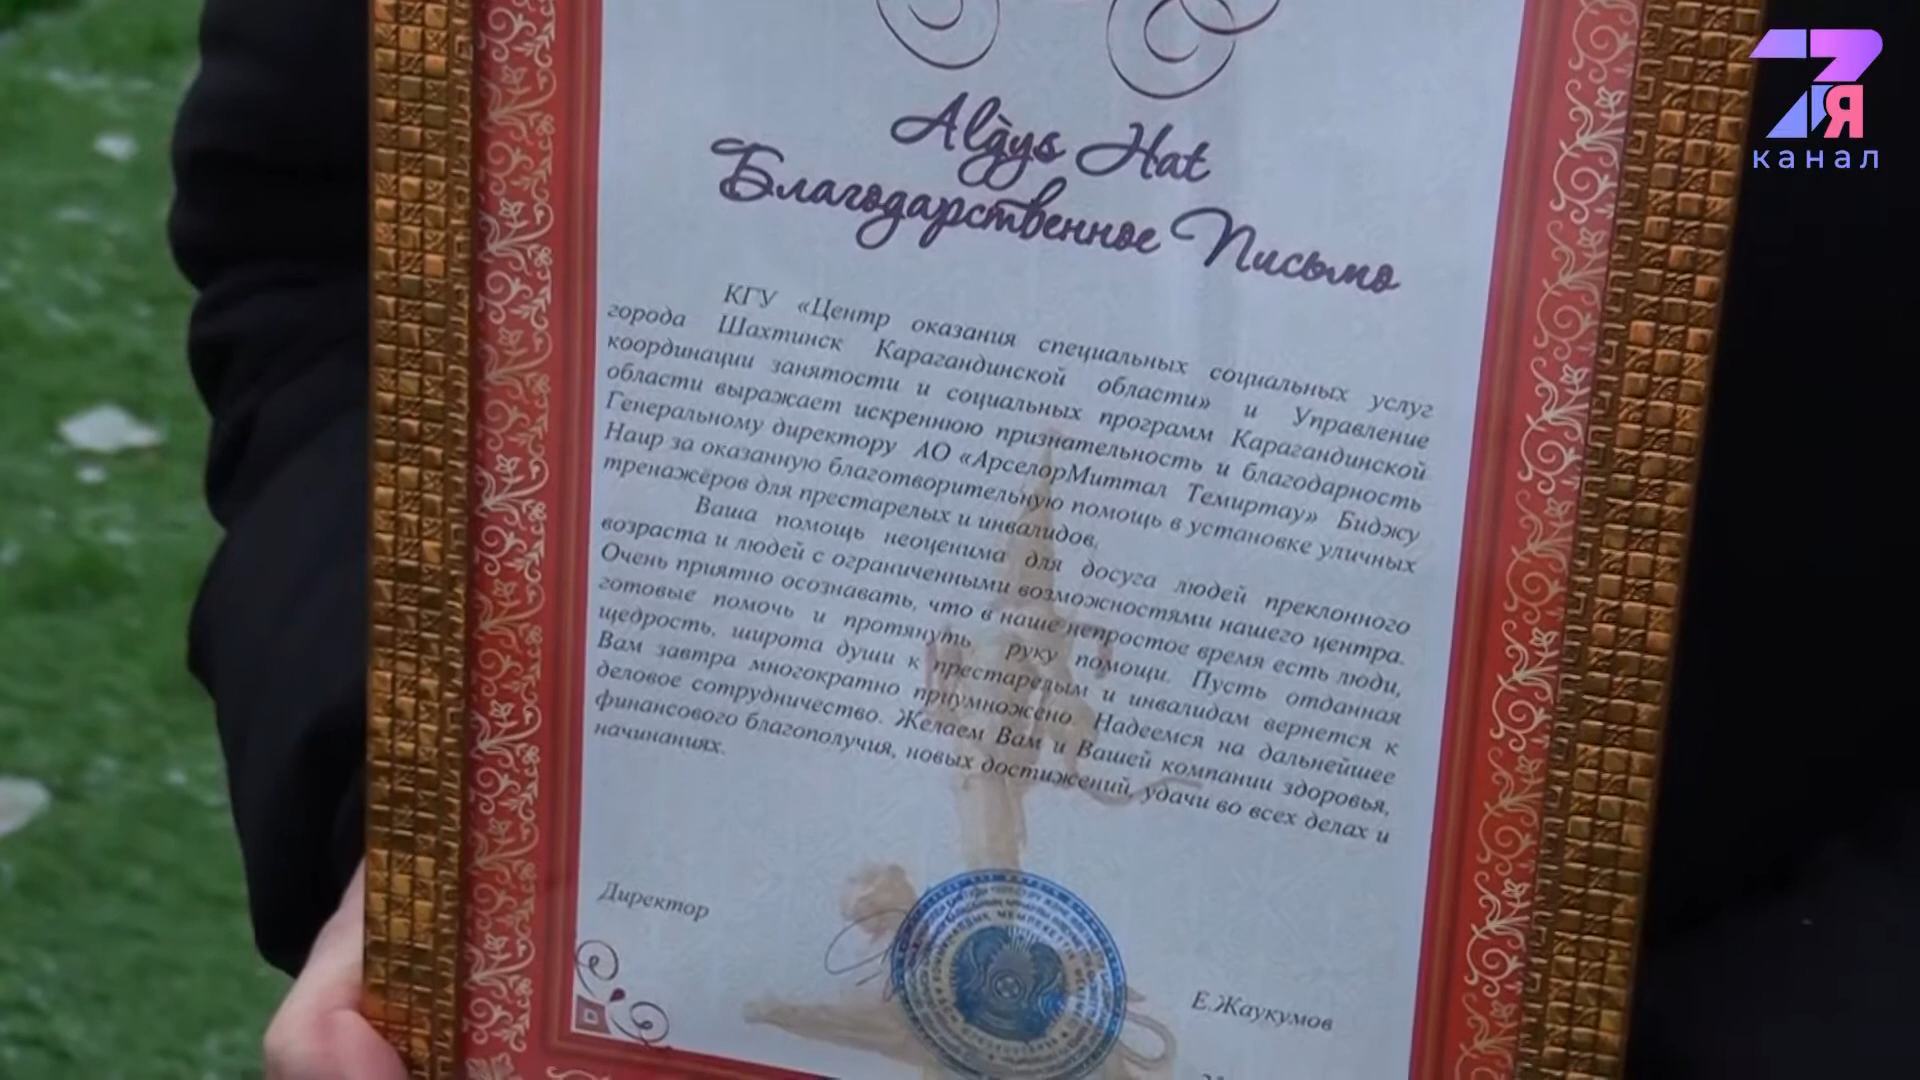 7Я
канал
Algys Hat
Благодарственное Письмо
КГУ «Центр оказания специальных социальных услуг
города Шахтинск Карагандинской области» и Управление
координации занятости и социальных программ Карагандинской
области выражает искреннюю признательность и благодарность
Генеральному директору АО «АрселорМиттал Темиртау» Биджу
Наир за оказанную благотворительную помощь в установке уличных
тренажёров для престарелых и инвалидов.
Ваша помощь неоценима для досуга людей преклонного
возраста и людей с ограниченными возможностями нашего центра.
Очень приятно осознавать, что в наше непростое время есть люди,
готовые помочь и протянуть руку помощи. Пусть отданная
щедрость, широта души к престарелым и инвалидам вернется к
Вам завтра многократно приумножено. Надеемся на дальнейшее
деловое сотрудничество. Желаем Вам и Вашей компании здоровья,
финансового благополучия, новых достижений, удачи во всех делах и
начинаниях.
Директор
Е.Жаукумов